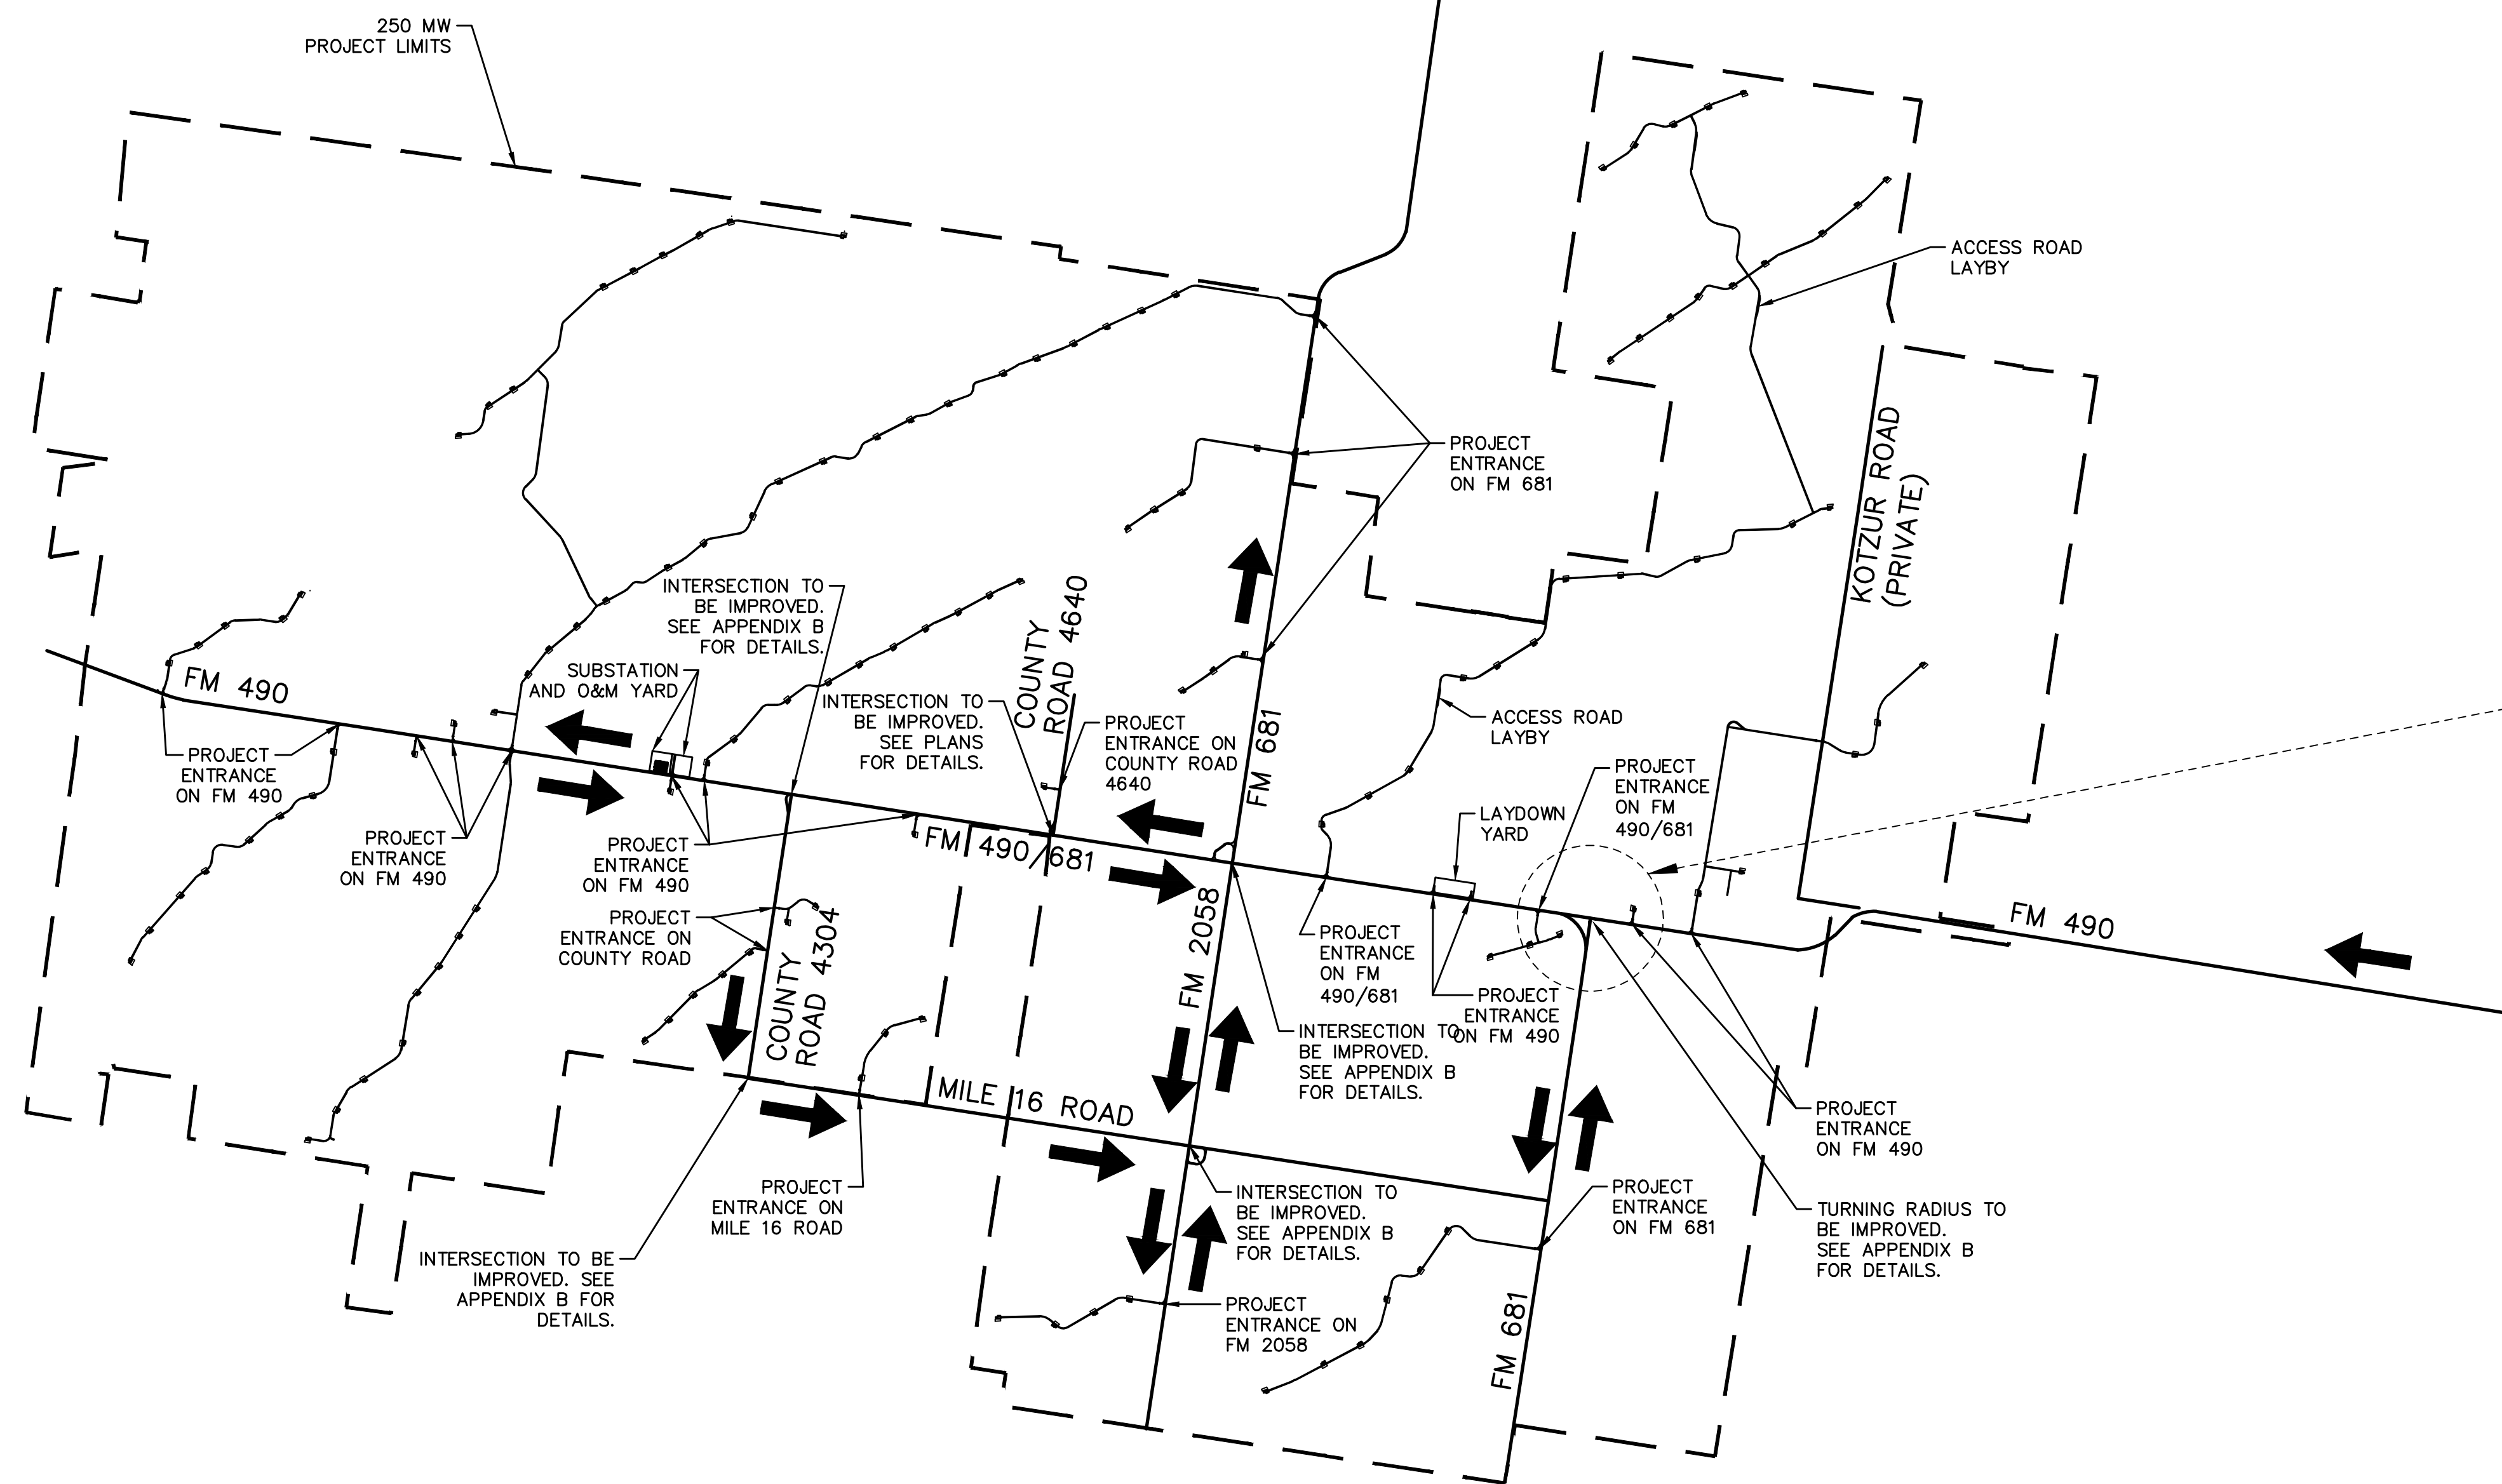 250 MW
PROJECT LIMITS
ACCESS ROAD
LAYBY
PROJECT
ENTRANCE
ON FM 681
KOTZUR ROAD
(PRIVATE)
INTERSECTION TO
BE IMPROVED.
SEE APPENDIX B
FOR DETAILS.
COUNTY
ROAD 4640
SUBSTATION
AND O&M YARD
FM 490
INTERSECTION TO
BE IMPROVED.
SEE PLANS
FOR DETAILS.
PROJECT
ENTRANCE ON
COUNTY ROAD
4640
FM 681
ACCESS ROAD
LAYBY
PROJECT
ENTRANCE
ON FM 490
PROJECT
ENTRANCE
ON FM
490/681
LAYDOWN
YARD
PROJECT
ENTRANCE
ON FM 490
PROJECT
ENTRANCE
ON FM 490
FM 490/681
FM 2058
FM 490
PROJECT
ENTRANCE ON
COUNTY ROAD
COUNTY
ROAD 4304
PROJECT
ENTRANCE
ON FM
490/681
PROJECT
ENTRANCE
ON FM 490
INTERSECTION TO
BE IMPROVED.
SEE APPENDIX B
FOR DETAILS.
MILE 16 ROAD
PROJECT
ENTRANCE
ON FM 490
PROJECT
ENTRANCE ON
MILE 16 ROAD
INTERSECTION TO
BE IMPROVED.
SEE APPENDIX B
FOR DETAILS.
PROJECT
ENTRANCE
ON FM 681
TURNING RADIUS TO
BE IMPROVED.
SEE APPENDIX B
FOR DETAILS.
INTERSECTION TO BE
IMPROVED. SEE
APPENDIX B FOR
DETAILS.
PROJECT
ENTRANCE ON
FM 2058
FM 681